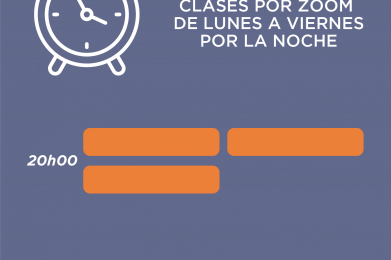 CLASES POR ZOOM
DE LUNES A VIERNES
POR LA NOCHE
20h00